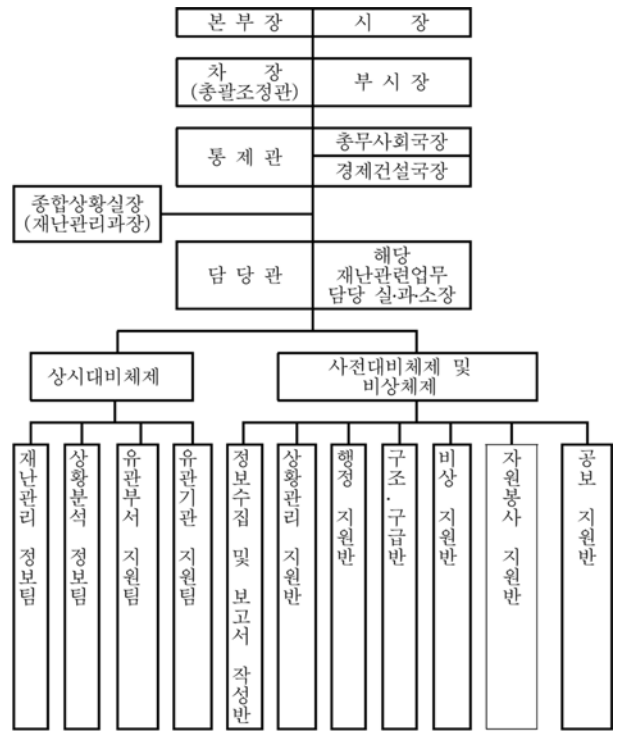 본 부 장
시 장
차 장
(총괄조정관)
부 시 장
통 제 관
총무사회국장
경제건설국장
종합상황실장
(재난관리과장)
담 당 관
해당
재난관련업무
담당 실·과·소장
상시대비체제
사전대비체제 및
비상체제
재난관리 정보팀
상황분석 정보팀
유관부서 지원팀
유관기관 지원팀
정보수집 및 보고서 작성반
상황관리 지원반
행정 지원반
구조·구급반
비상 지원반
자원봉사 지원반
공보 지원반